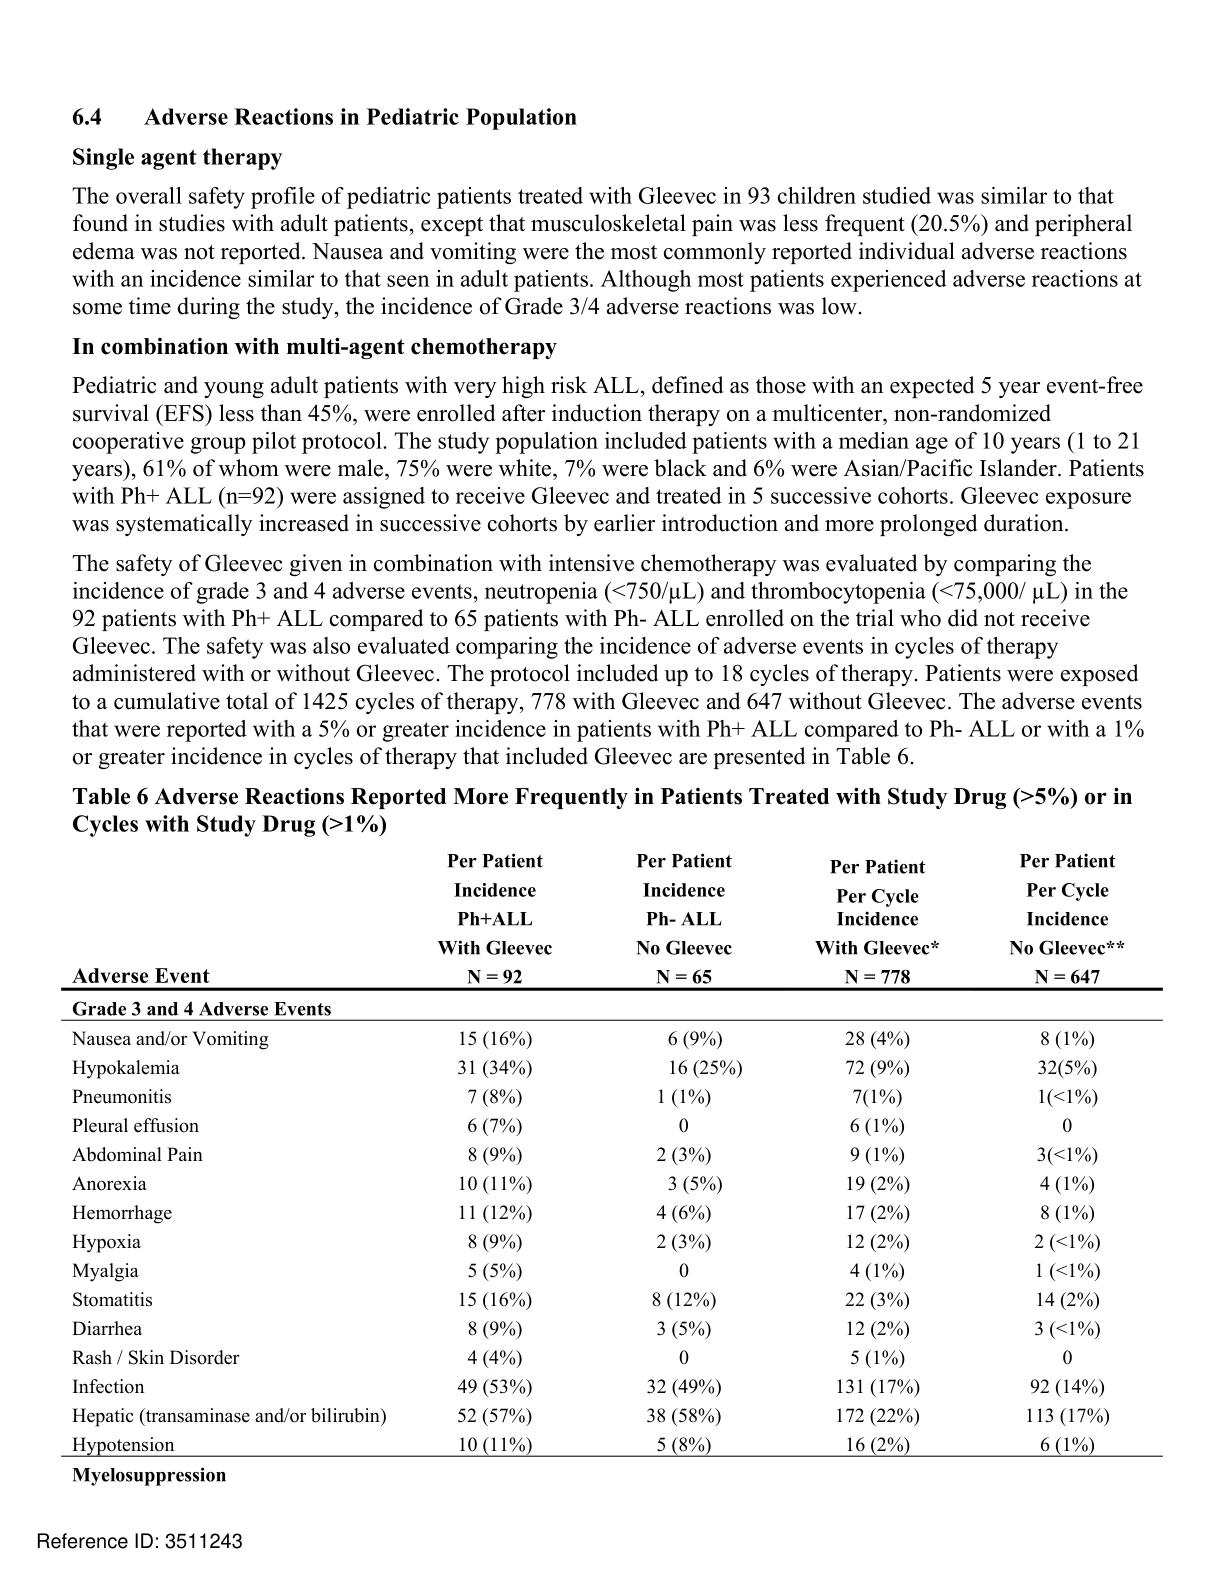 6.4 Adverse Reactions in Pediatric Population
Single agent therapy
The overall safety profile of pediatric patients treated with Gleevec in 93 children studied was similar to that
found in studies with adult patients, except that musculoskeletal pain was less frequent (20.5%) and peripheral
edema was not reported. Nausea and vomiting were the most commonly reported individual adverse reactions
with an incidence similar to that seen in adult patients. Although most patients experienced adverse reactions at
some time during the study, the incidence of Grade 3/4 adverse reactions was low.
In combination with multi-agent chemotherapy
Pediatric and young adult patients with very high risk ALL, defined as those with an expected 5 year event-free
survival (EFS) less than 45%, were enrolled after induction therapy on a multicenter, non-randomized
cooperative group pilot protocol. The study population included patients with a median age of 10 years (1 to 21
years), 61% of whom were male, 75% were white, 7% were black and 6% were Asian/Pacific Islander. Patients
with Ph+ ALL (n=92) were assigned to receive Gleevec and treated in 5 successive cohorts. Gleevec exposure
was systematically increased in successive cohorts by earlier introduction and more prolonged duration.
The safety of Gleevec given in combination with intensive chemotherapy was evaluated by comparing the
incidence of grade 3 and 4 adverse events, neutropenia (<750/µL) and thrombocytopenia (<75,000/ µL) in the
92 patients with Ph+ ALL compared to 65 patients with Ph- ALL enrolled on the trial who did not receive
Gleevec. The safety was also evaluated comparing the incidence of adverse events in cycles of therapy
administered with or without Gleevec. The protocol included up to 18 cycles of therapy. Patients were exposed
to a cumulative total of 1425 cycles of therapy, 778 with Gleevec and 647 without Gleevec. The adverse events
that were reported with a 5% or greater incidence in patients with Ph+ ALL compared to Ph- ALL or with a 1%
or greater incidence in cycles of therapy that included Gleevec are presented in Table 6.
Table 6 Adverse Reactions Reported More Frequently in Patients Treated with Study Drug (>5%) or in
Cycles with Study Drug (>1%)
Per Patient Per Patient Per Patient Per Patient
Incidence Incidence Per Cycle Per Cycle
Ph+ALL Ph- ALL Incidence Incidence
With Gleevec No Gleevec With Gleevec* No Gleevec**
Adverse Event N = 92 N = 65 N = 778 N = 647
Grade 3 and 4 Adverse Events
Nausea and/or Vomiting 15 (16%) 6 (9%) 28 (4%) 8 (1%)
Hypokalemia 31 (34%) 16 (25%) 72 (9%) 32(5%)
Pneumonitis 7 (8%) 1 (1%) 7(1%) 1(<1%)
Pleural effusion 6 (7%) 0 6 (1%) 0
Abdominal Pain 8 (9%) 2 (3%) 9 (1%) 3(<1%)
Anorexia 10 (11%) 3 (5%) 19 (2%) 4 (1%)
Hemorrhage 11 (12%) 4 (6%) 17 (2%) 8 (1%)
Hypoxia 8 (9%) 2 (3%) 12 (2%) 2 (<1%)
Myalgia 5 (5%) 0 4 (1%) 1 (<1%)
Stomatitis 15 (16%) 8 (12%) 22 (3%) 14 (2%)
Diarrhea 8 (9%) 3 (5%) 12 (2%) 3 (<1%)
Rash / Skin Disorder 4 (4%) 0 5 (1%) 0
Infection 49 (53%) 32 (49%) 131 (17%) 92 (14%)
Hepatic (transaminase and/or bilirubin) 52 (57%) 38 (58%) 172 (22%) 113 (17%)
Hypotension 10 (11%) 5 (8%) 16 (2%) 6 (1%)
Myelosuppression
Reference ID: 3511243